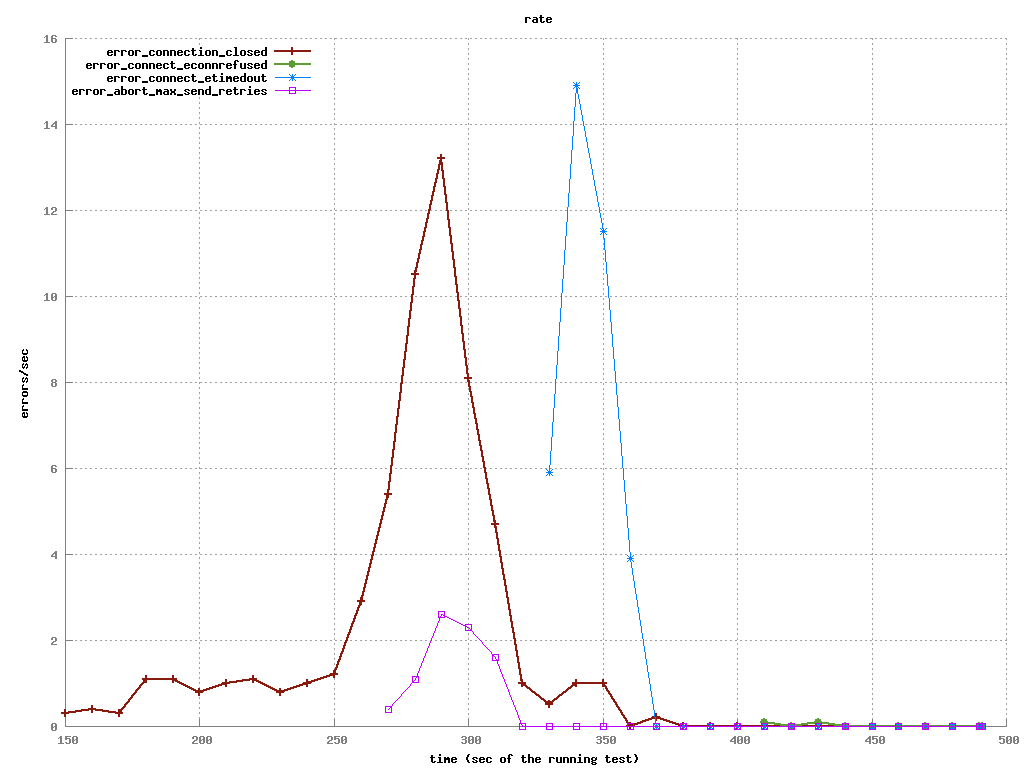 rate
error_connection_closed
error_connect_econnrefused
error_connect_etimedout
error_abort_max_send_retries
16
14
12
10
8
6
4
2
0
errors/sec
150 200 250 300 350 400 450 500
time (sec of the running test)